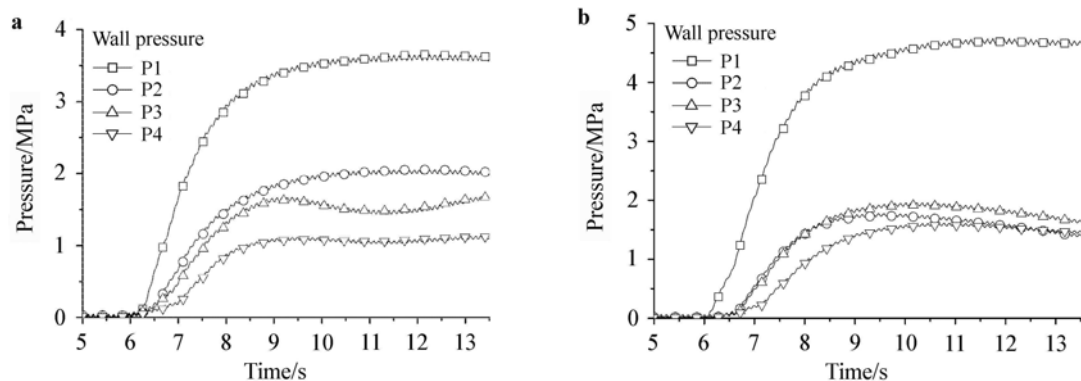 a
Wall pressure
P1
P2
P3
P4
Pressure/MPa
4
3
2
1
0
5 6 7 8 9 10 11 12 13
Time/s
b
Wall pressure
P1
P2
P3
P4
Pressure/MPa
5
4
3
2
1
0
5 6 7 8 9 10 11 12 13
Time/s